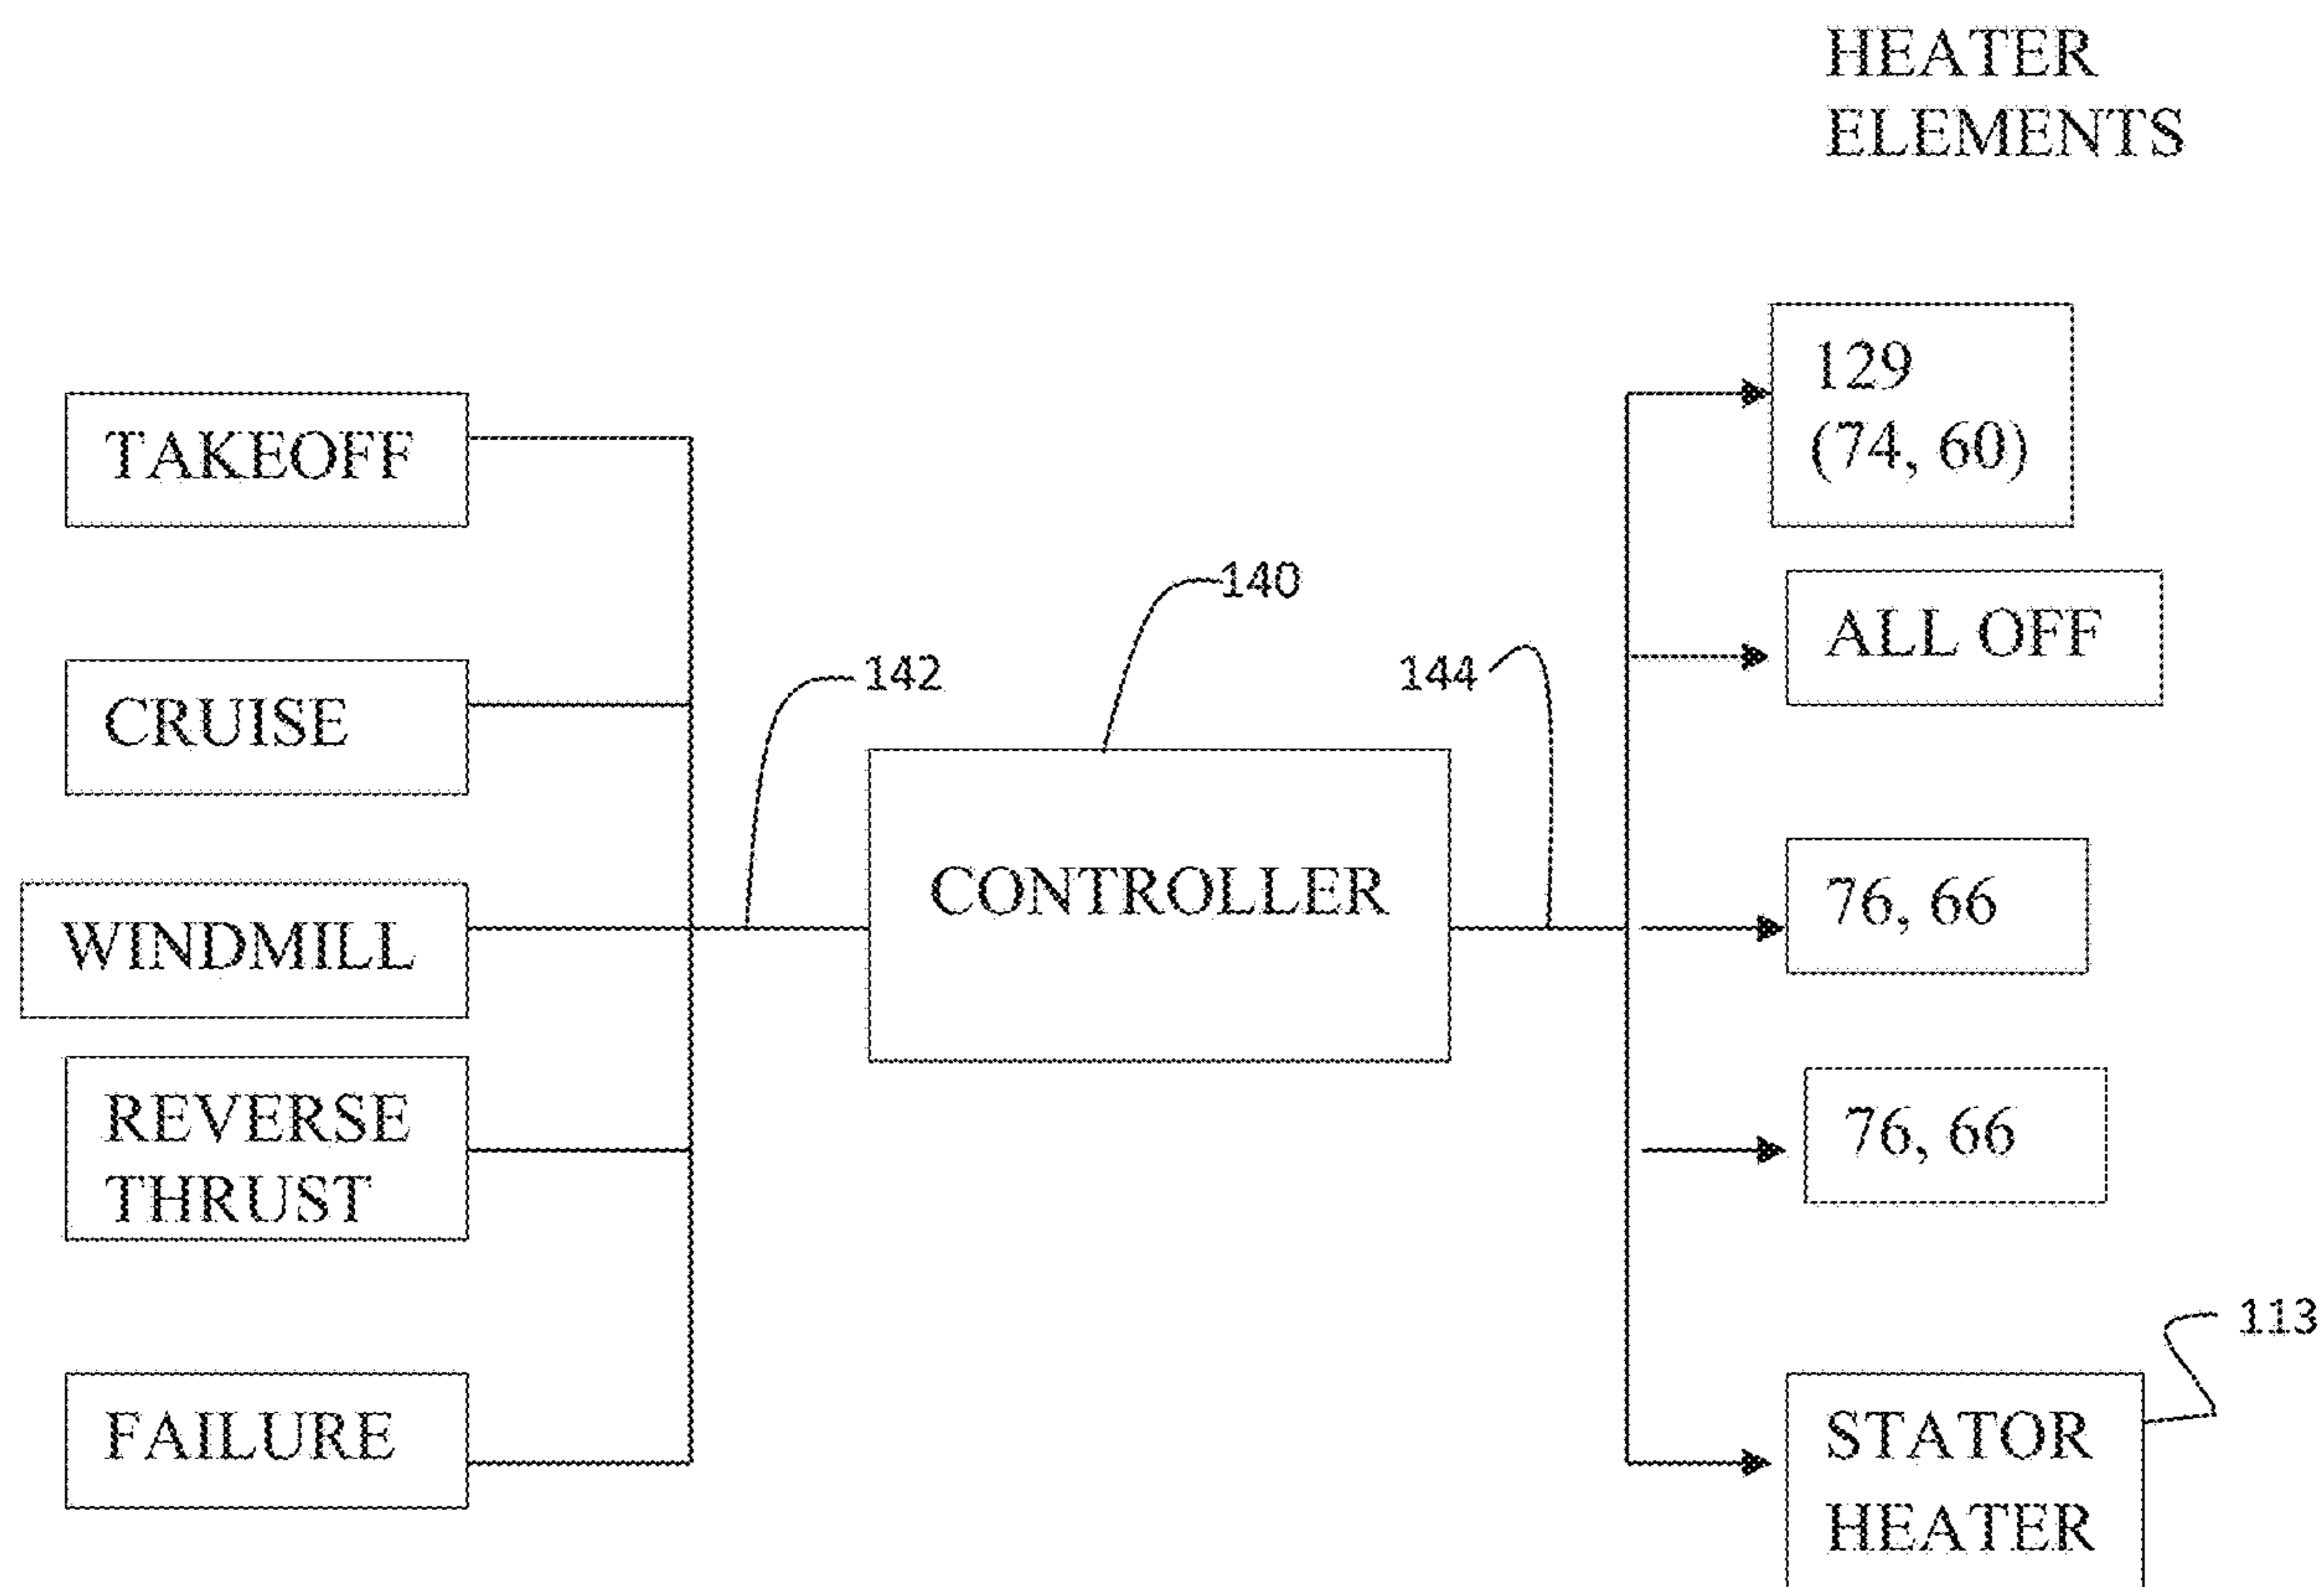 HEATER
ELEMENTS
129
(74, 60)
TAKEOFF
140
ALL OFF
142
144
CRUISE
CONTROLLER
76, 66
WINDMILL
REVERSE
THRUST
76, 66
113
FAILURE
STATOR
HEATER